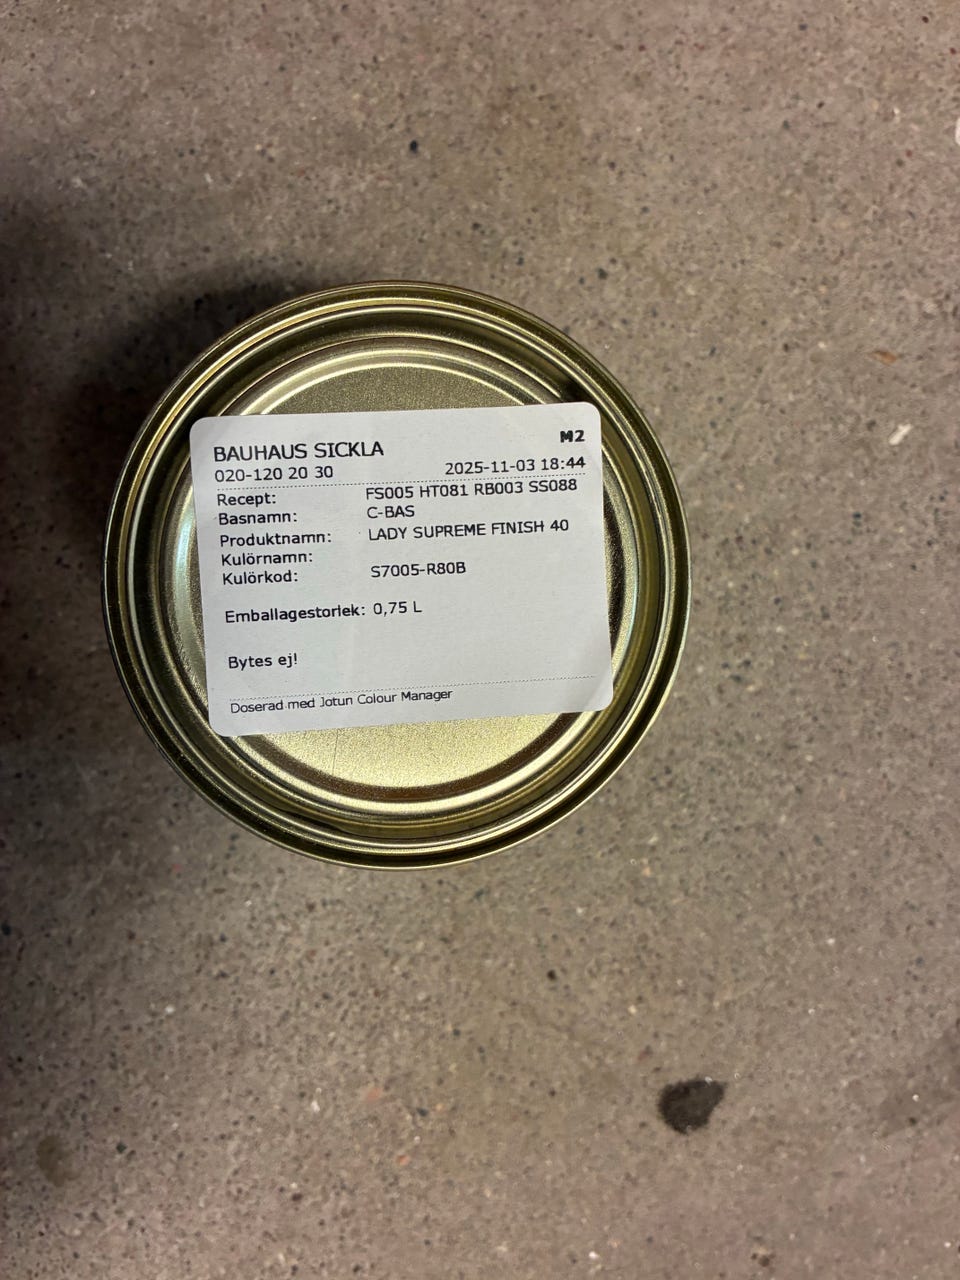 BAUHAUS SICKLA M2
020-120 20 30 2025-11-03 18:44
Recept: FS005 HT081 RB003 SS088
Basnamn: C-BAS
Produktnamn: LADY SUPREME FINISH 40
Kulörnamn:
Kulörkod: S7005-R80B
Emballagestorlek: 0,75 L
Bytes ej!
Doserad med Jotun Colour Manager